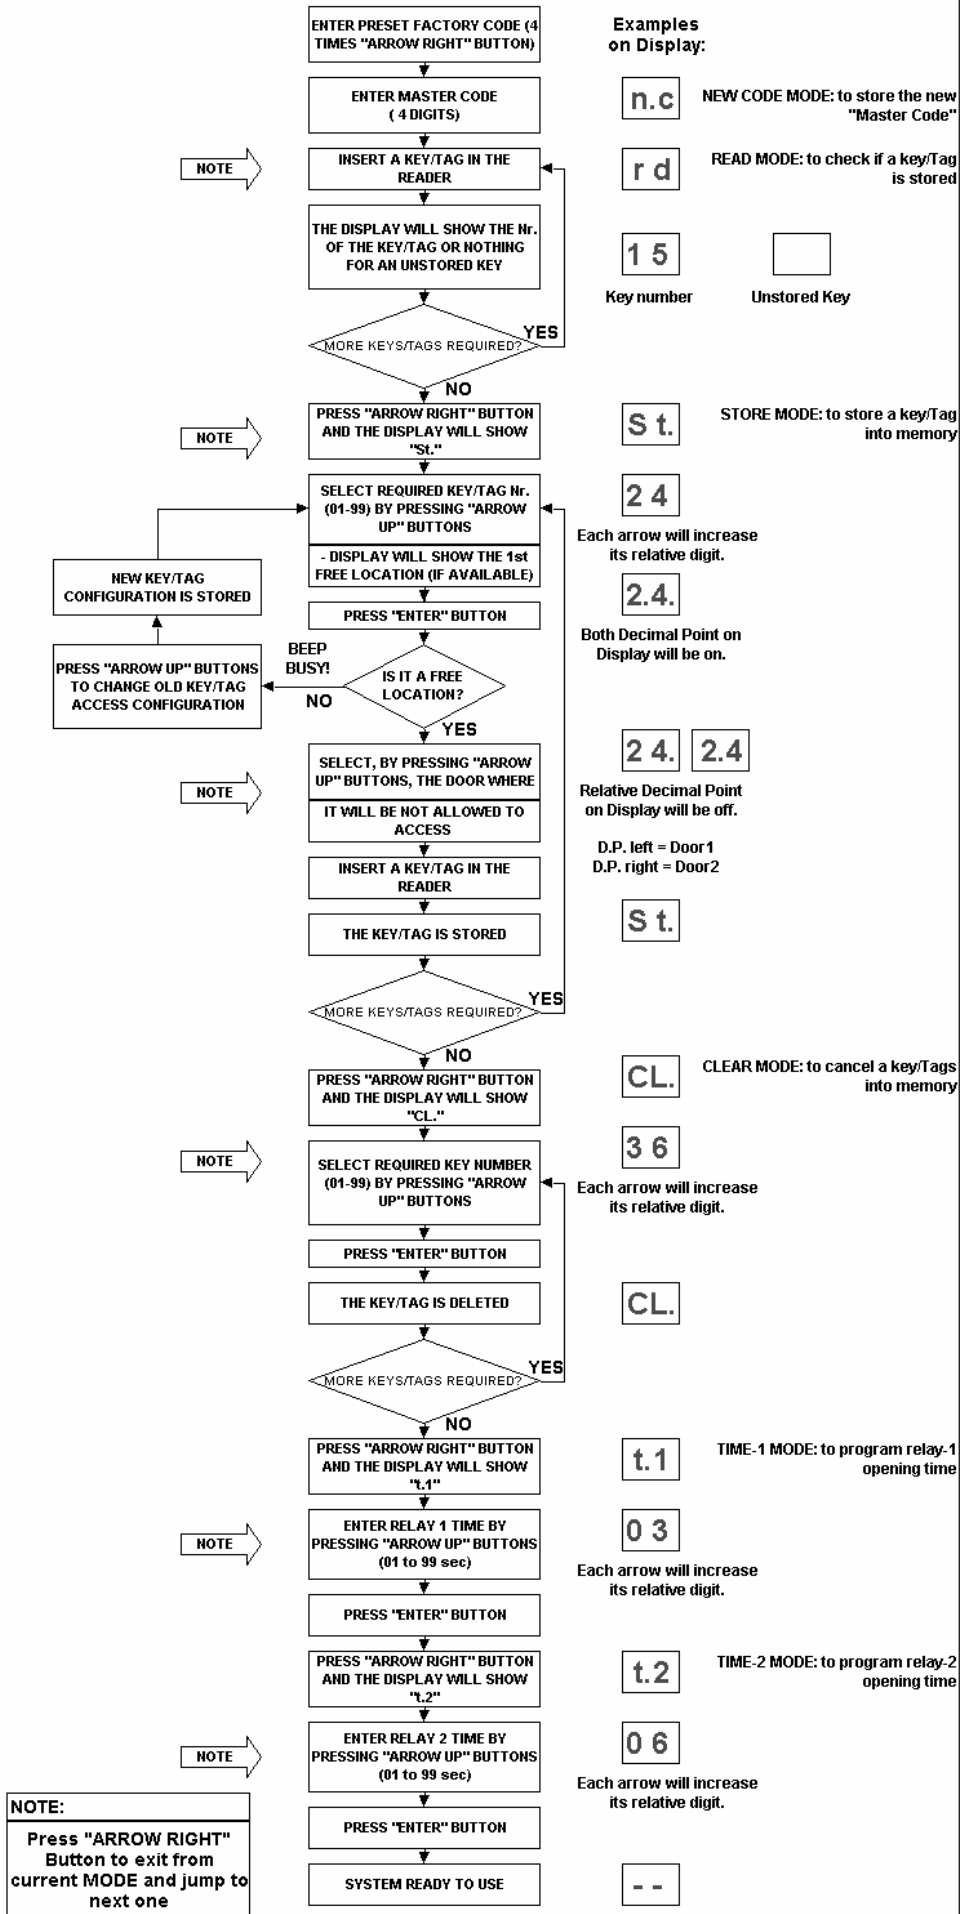 ENTER PRESET FACTORY CODE (4
TIMES "ARROW RIGHT" BUTTON)
Examples
on Display:
ENTER MASTER CODE
( 4 DIGITS)
n.c
NEW CODE MODE: to store the new
"Master Code"
NOTE
INSERT A KEY/TAG IN THE
READER
r d
READ MODE: to check if a key/Tag
is stored
THE DISPLAY WILL SHOW THE Nr.
OF THE KEY/TAG OR NOTHING
FOR AN UNSTORED KEY
1 5
Key number
Unstored Key
MORE KEYS/TAGS REQUIRED?
YES
NO
NOTE
PRESS "ARROW RIGHT" BUTTON
AND THE DISPLAY WILL SHOW
"St."
S t.
STORE MODE: to store a key/Tag
into memory
SELECT REQUIRED KEY/TAG Nr.
(01-99) BY PRESSING "ARROW
UP" BUTTONS
2 4
Each arrow will increase
its relative digit.
- DISPLAY WILL SHOW THE 1st
FREE LOCATION (IF AVAILABLE)
NEW KEY/TAG
CONFIGURATION IS STORED
2.4.
PRESS "ENTER" BUTTON
Both Decimal Point on
Display will be on.
BEEP
BUSY!
PRESS "ARROW UP" BUTTONS
TO CHANGE OLD KEY/TAG
ACCESS CONFIGURATION
NO
IS IT A FREE
LOCATION?
YES
NOTE
SELECT, BY PRESSING "ARROW
UP" BUTTONS, THE DOOR WHERE
IT WILL BE NOT ALLOWED TO
ACCESS
2 4.
2.4
Relative Decimal Point
on Display will be off.
D.P. left = Door1
D.P. right = Door2
INSERT A KEY/TAG IN THE
READER
THE KEY/TAG IS STORED
S t.
MORE KEYS/TAGS REQUIRED?
YES
NO
PRESS "ARROW RIGHT" BUTTON
AND THE DISPLAY WILL SHOW
"CL."
CL.
CLEAR MODE: to cancel a key/Tags
into memory
NOTE
SELECT REQUIRED KEY NUMBER
(01-99) BY PRESSING "ARROW
UP" BUTTONS
3 6
Each arrow will increase
its relative digit.
PRESS "ENTER" BUTTON
THE KEY/TAG IS DELETED
CL.
MORE KEYS/TAGS REQUIRED?
YES
NO
PRESS "ARROW RIGHT" BUTTON
AND THE DISPLAY WILL SHOW
"t.1"
t.1
TIME-1 MODE: to program relay-1
opening time
NOTE
ENTER RELAY 1 TIME BY
PRESSING "ARROW UP" BUTTONS
(01 to 99 sec)
0 3
Each arrow will increase
its relative digit.
PRESS "ENTER" BUTTON
PRESS "ARROW RIGHT" BUTTON
AND THE DISPLAY WILL SHOW
"t.2"
t.2
TIME-2 MODE: to program relay-2
opening time
NOTE
ENTER RELAY 2 TIME BY
PRESSING "ARROW UP" BUTTONS
(01 to 99 sec)
0 6
Each arrow will increase
its relative digit.
PRESS "ENTER" BUTTON
SYSTEM READY TO USE
- -
NOTE:
Press "ARROW RIGHT"
Button to exit from
current MODE and jump to
next one